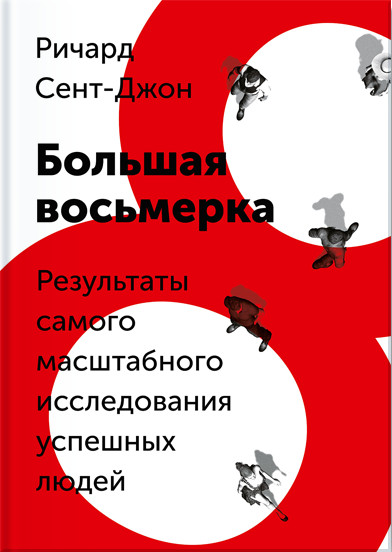 Ричард
Сент-Джон
Большая
восьмерка
Результаты
самого
масштабного
исследования
успешных
людей